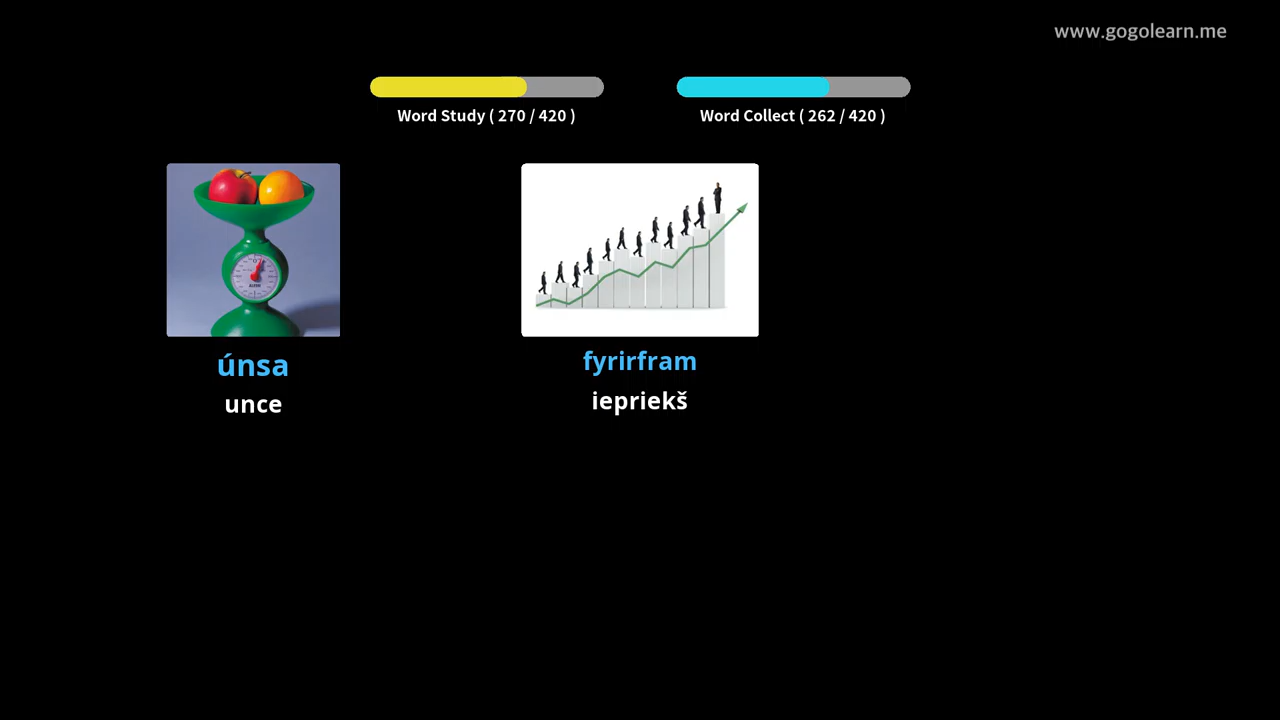 www.gogolearn.me
Word Study ( 270 / 420 )
Word Collect ( 262 / 420 )
únsa
unce
fyrirfram
iepriekš